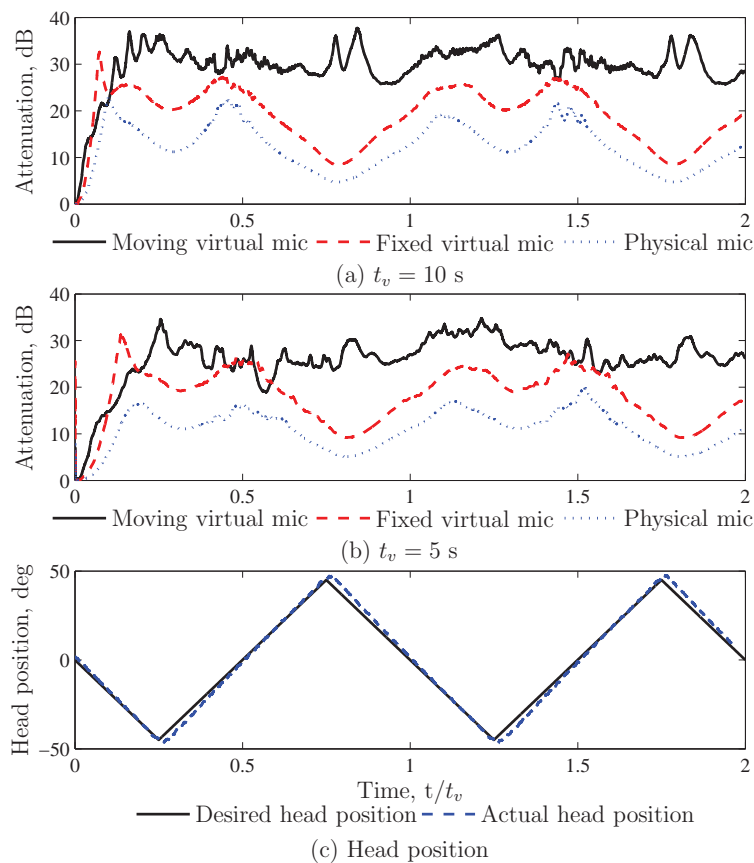 40
30
20
10
0
Attenuation, dB
0 0.5 1 1.5 2
Moving virtual mic Fixed virtual mic Physical mic
(a) t_v = 10 s
40
30
20
10
0
Attenuation, dB
0 0.5 1 1.5 2
Moving virtual mic Fixed virtual mic Physical mic
(b) t_v = 5 s
50
0
−50
Head position, deg
0 0.5 1 1.5 2
Time, t/t_v
Desired head position Actual head position
(c) Head position